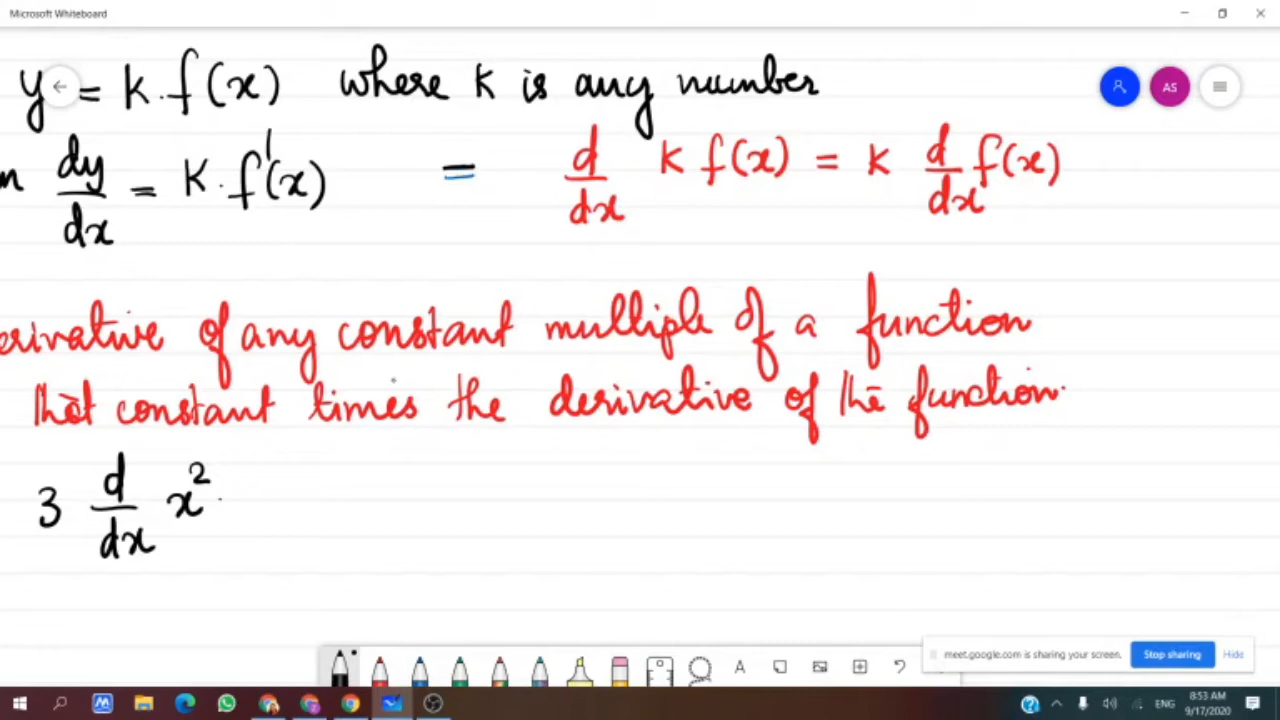 Microsoft Whiteboard
y = K.f(x) where K is any number
dy/dx = K.f'(x) = d/dx K f(x) = K d/dx f(x)
erivative of any constant multiple of a function
that constant times the derivative of the function.
3 d/dx x²
AS
A
meet.google.com is sharing your screen. Stop sharing Hide
ENG
8:53 AM
9/17/2020